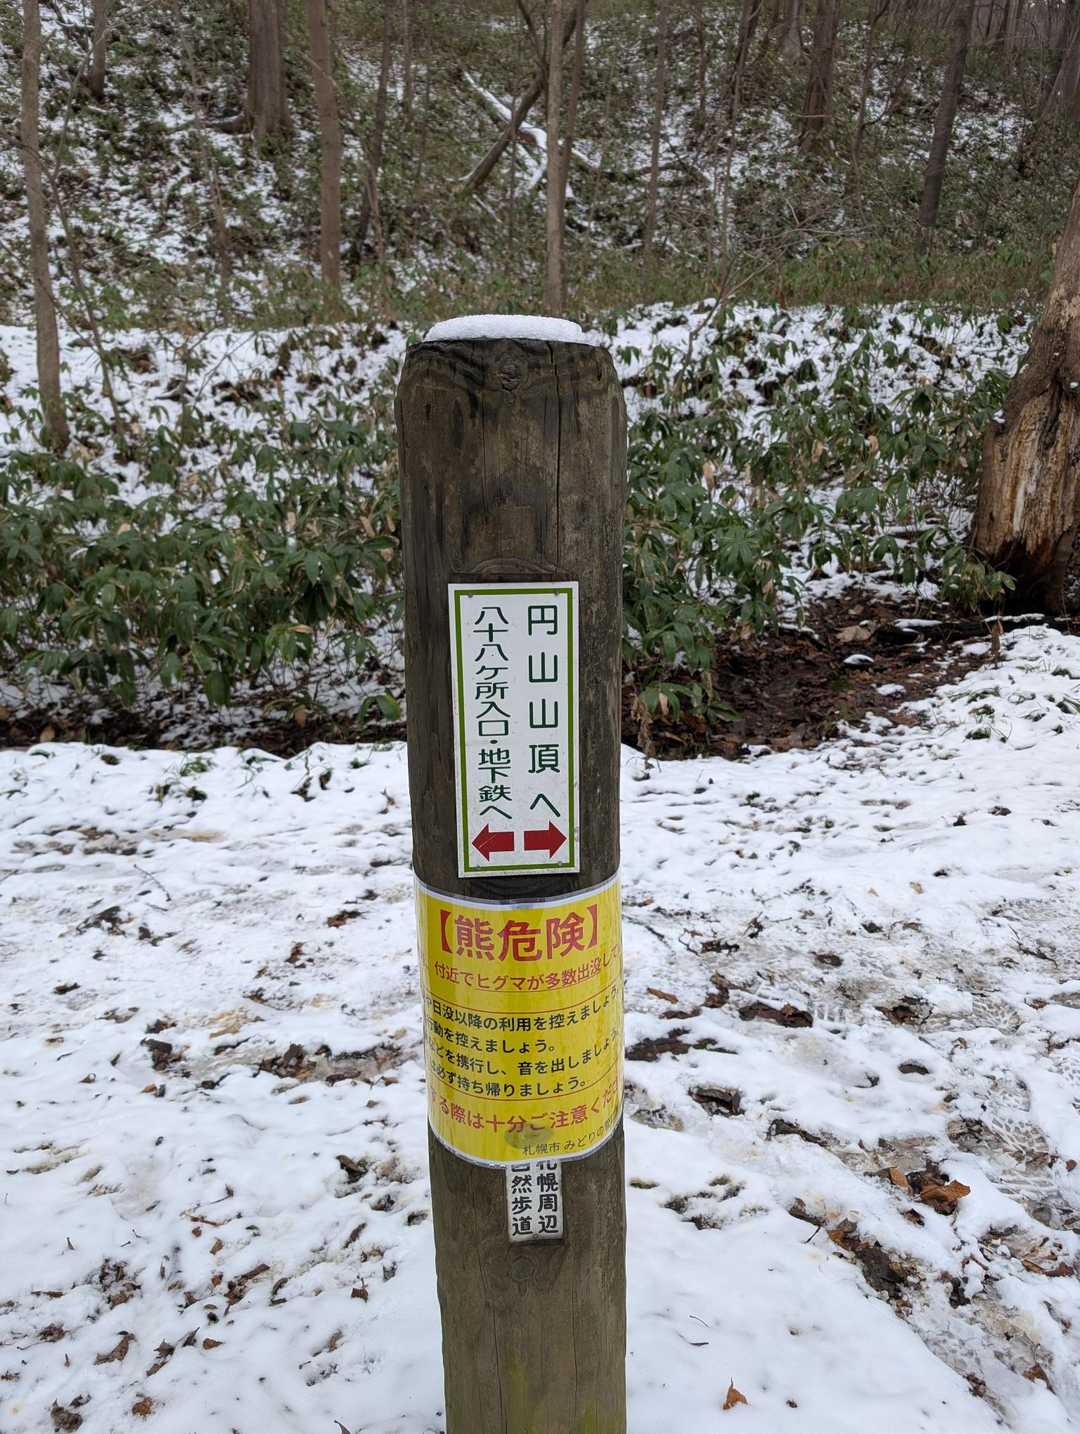 円山山頂へ
八十八ケ所入口・地下鉄へ
【熊危険】
付近でヒグマが多数出没して
日没以降の利用を控えましょう。
行動を控えましょう。
などを携行し、音を出しましょう
必ず持ち帰りましょう。
する際は十分ご注意くださ
札幌市 みどりの
札幌周辺
自然歩道